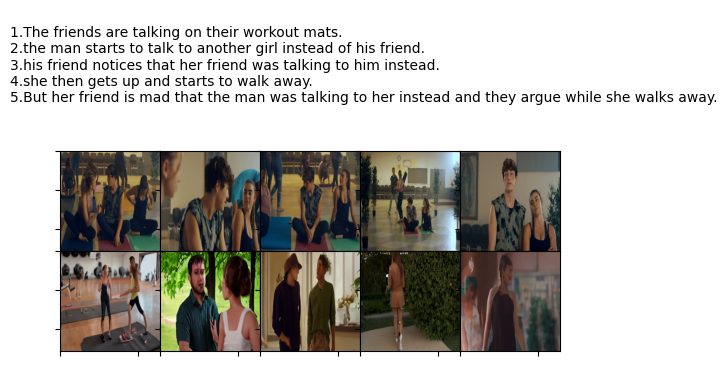 1.The friends are talking on their workout mats.
2.the man starts to talk to another girl instead of his friend.
3.his friend notices that her friend was talking to him instead.
4.she then gets up and starts to walk away.
5.But her friend is mad that the man was talking to her instead and they argue while she walks away.